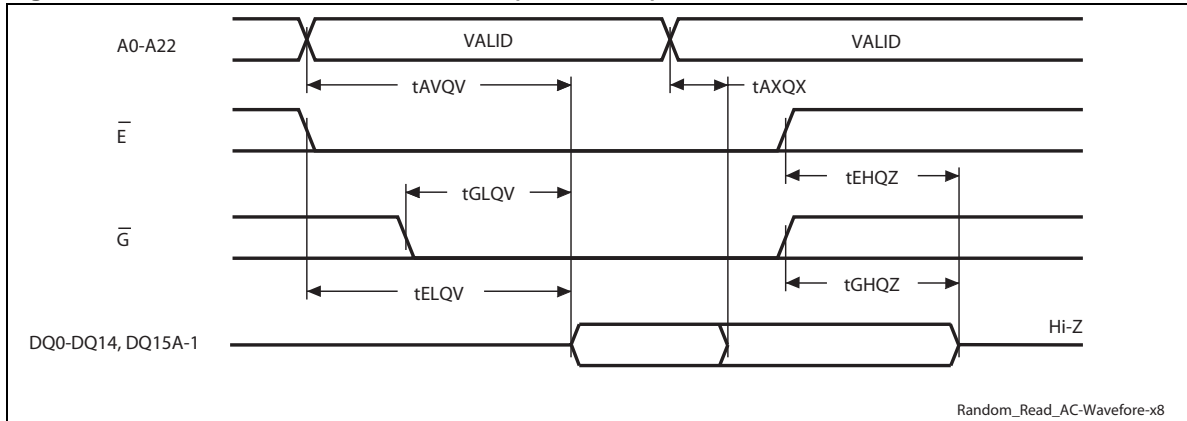 A0-A22
VALID
VALID
tAVQV
tAXQX
E
tEHQZ
tGLQV
G
tGHQZ
tELQV
Hi-Z
DQ0-DQ14, DQ15A-1
Random_Read_AC-Wavefore-x8